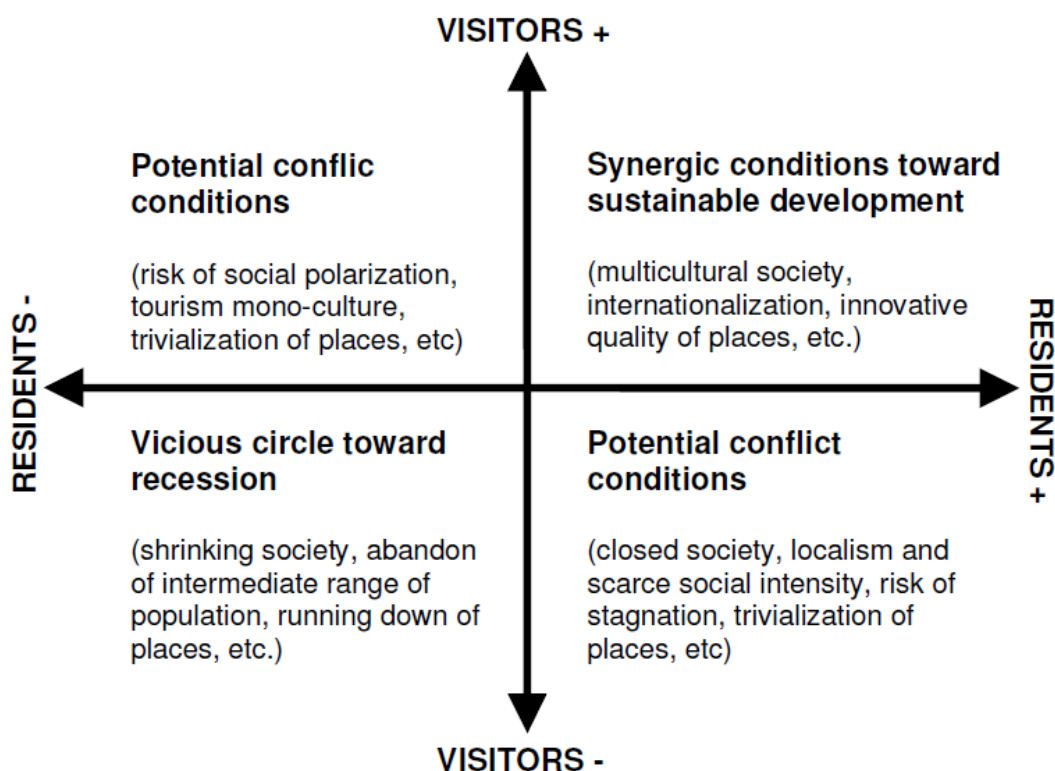 VISITORS +
Potential conflic
conditions
(risk of social polarization,
tourism mono-culture,
trivialization of places, etc)
Synergic conditions toward
sustainable development
(multicultural society,
internationalization, innovative
quality of places, etc.)
RESIDENTS -
RESIDENTS +
Vicious circle toward
recession
(shrinking society, abandon
of intermediate range of
population, running down of
places, etc.)
Potential conflict
conditions
(closed society, localism and
scarce social intensity, risk of
stagnation, trivialization of
places, etc)
VISITORS -